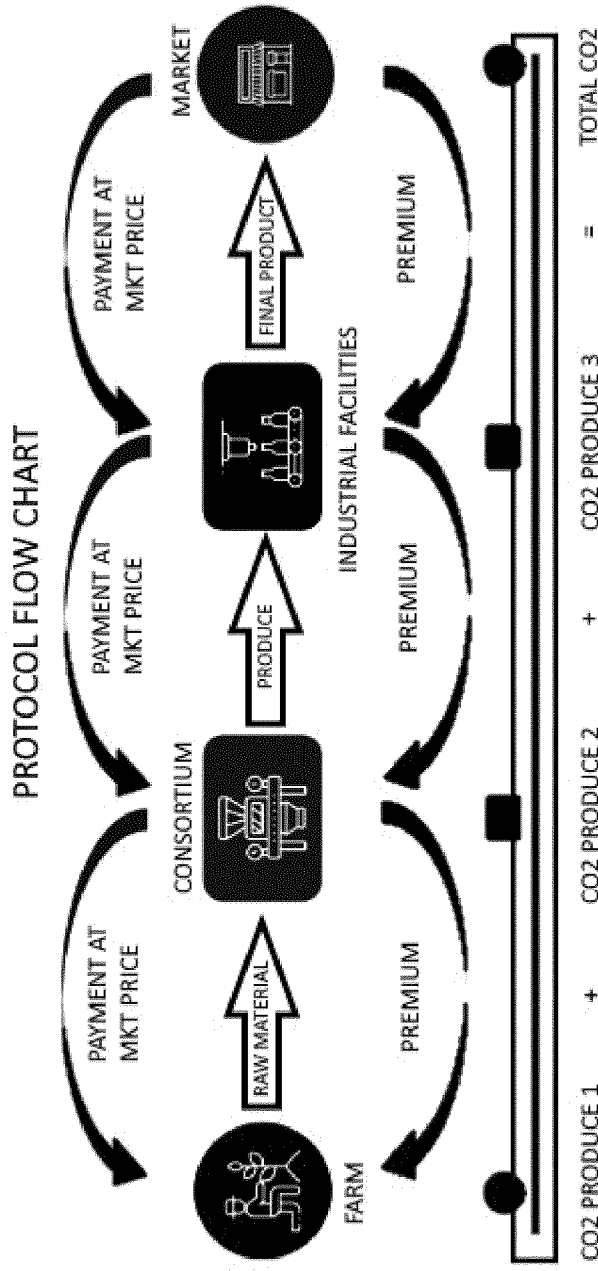 PROTOCOL FLOW CHART
PAYMENT AT
MKT PRICE
PAYMENT AT
MKT PRICE
PAYMENT AT
MKT PRICE
CONSORTIUM
MARKET
RAW MATERIAL
PRODUCE
FINAL PRODUCT
FARM
INDUSTRIAL FACILITIES
PREMIUM
PREMIUM
PREMIUM
CO2 PRODUCE 1 + CO2 PRODUCE 2 + CO2 PRODUCE 3 = TOTAL CO2